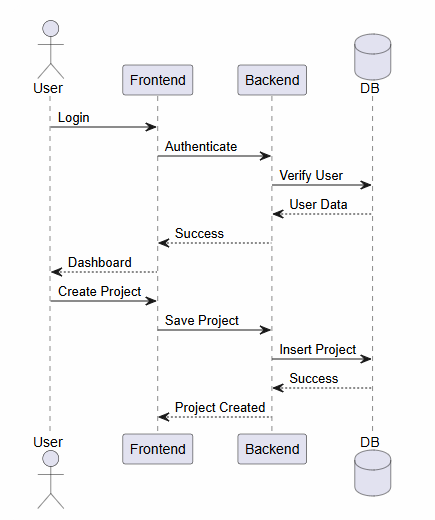 User
Frontend
Backend
DB
Login
Authenticate
Verify User
User Data
Success
Dashboard
Create Project
Save Project
Insert Project
Success
Project Created
User
Frontend
Backend
DB